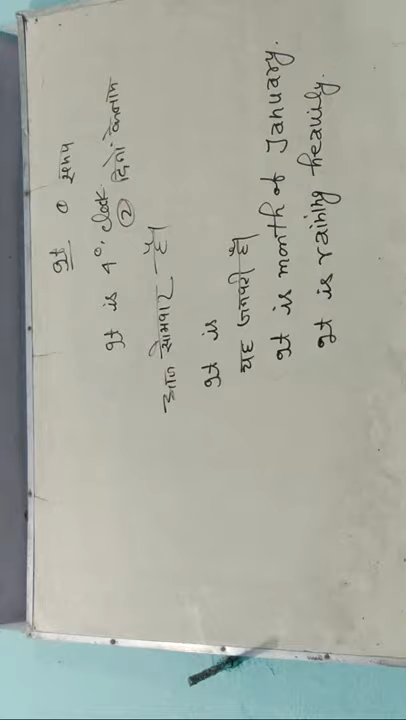 It ① समय
It is 4 o' clock
② दिनों के नाम
आज सोमवार है।
It is
यह जनवरी है।
It is month of January.
It is raining heavily.